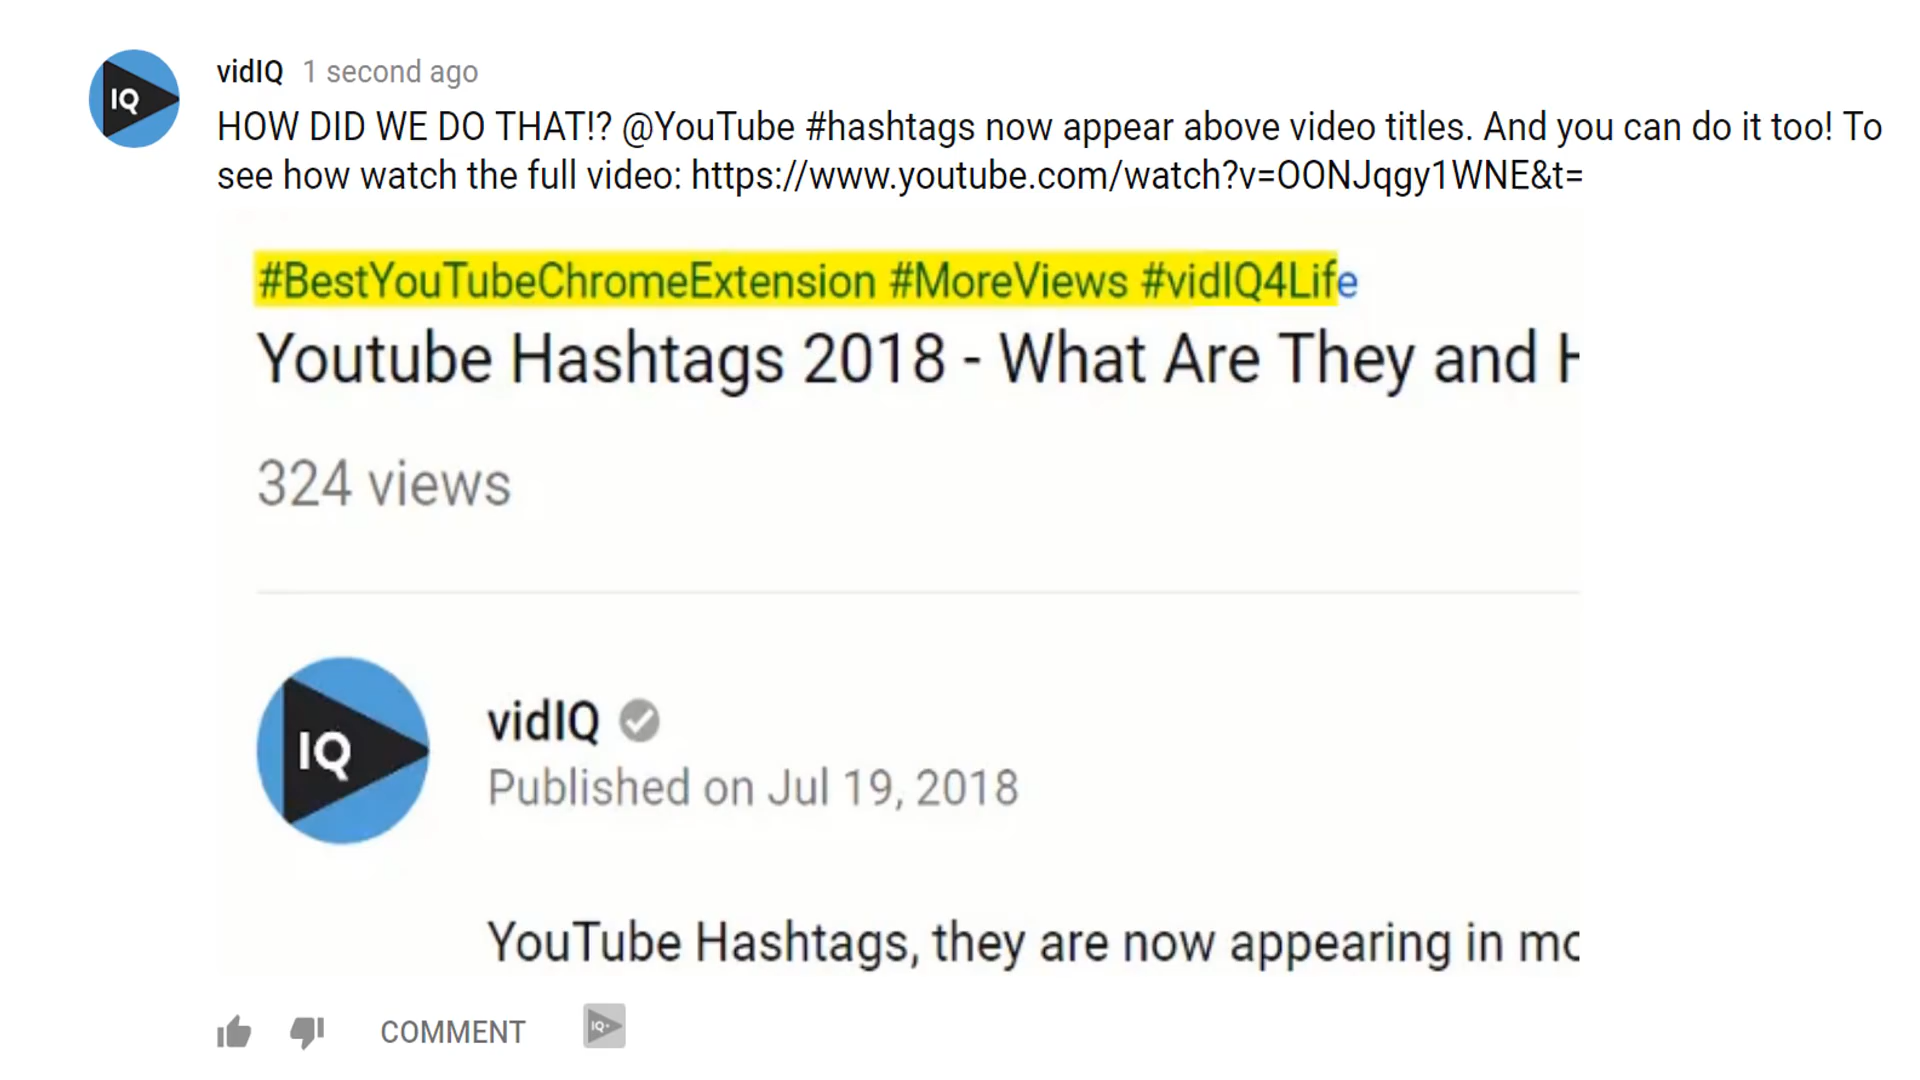 IQ
vidIQ 1 second ago
HOW DID WE DO THAT!? @YouTube #hashtags now appear above video titles. And you can do it too! To
see how watch the full video: https://www.youtube.com/watch?v=OONJqgy1WNE&t=
#BestYouTubeChromeExtension #MoreViews #vidIQ4Life
Youtube Hashtags 2018 - What Are They and
324 views
IQ
vidIQ
Published on Jul 19, 2018
YouTube Hashtags, they are now appearing in
COMMENT
IQ+